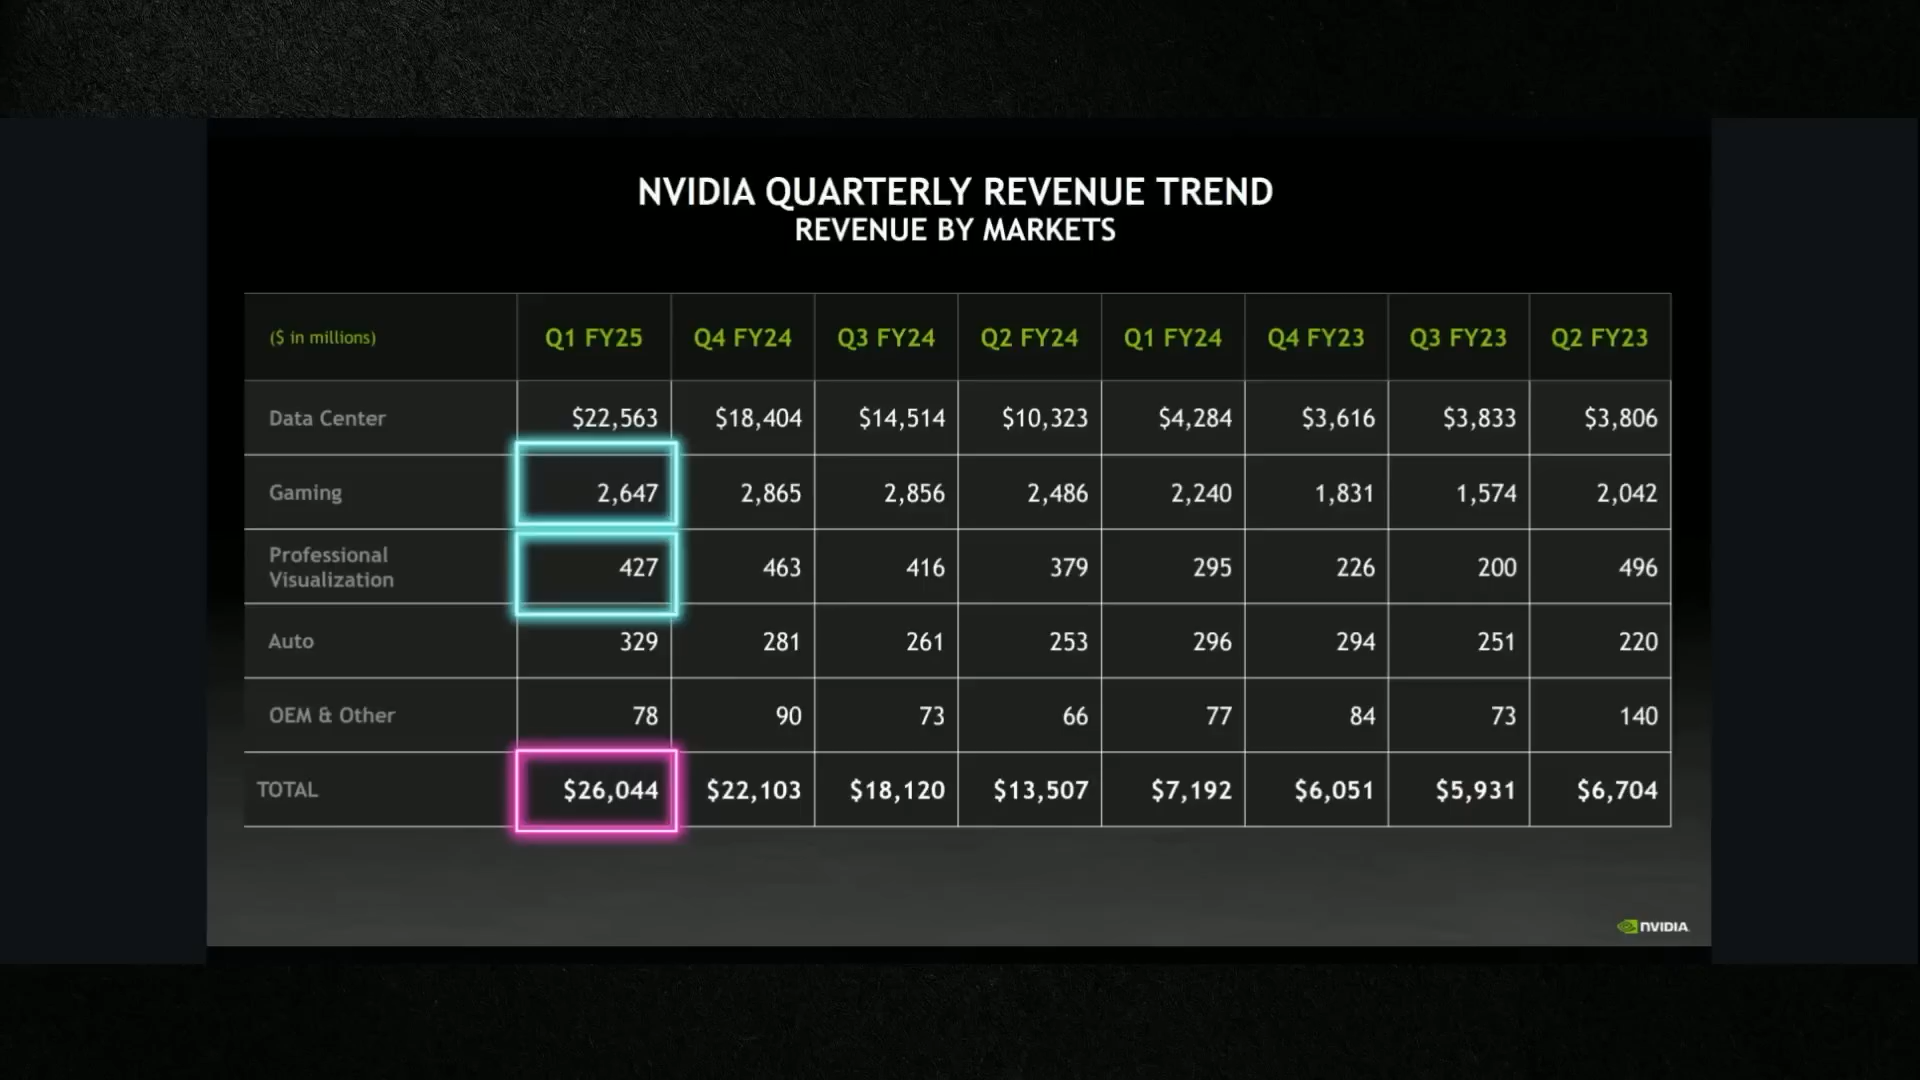 NVIDIA QUARTERLY REVENUE TREND
REVENUE BY MARKETS
($ in millions) Q1 FY25 Q4 FY24 Q3 FY24 Q2 FY24 Q1 FY24 Q4 FY23 Q3 FY23 Q2 FY23
Data Center $22,563 $18,404 $14,514 $10,323 $4,284 $3,616 $3,833 $3,806
Gaming 2,647 2,865 2,856 2,486 2,240 1,831 1,574 2,042
Professional
Visualization 427 463 416 379 295 226 200 496
Auto 329 281 261 253 296 294 251 220
OEM & Other 78 90 73 66 77 84 73 140
TOTAL $26,044 $22,103 $18,120 $13,507 $7,192 $6,051 $5,931 $6,704
NVIDIA